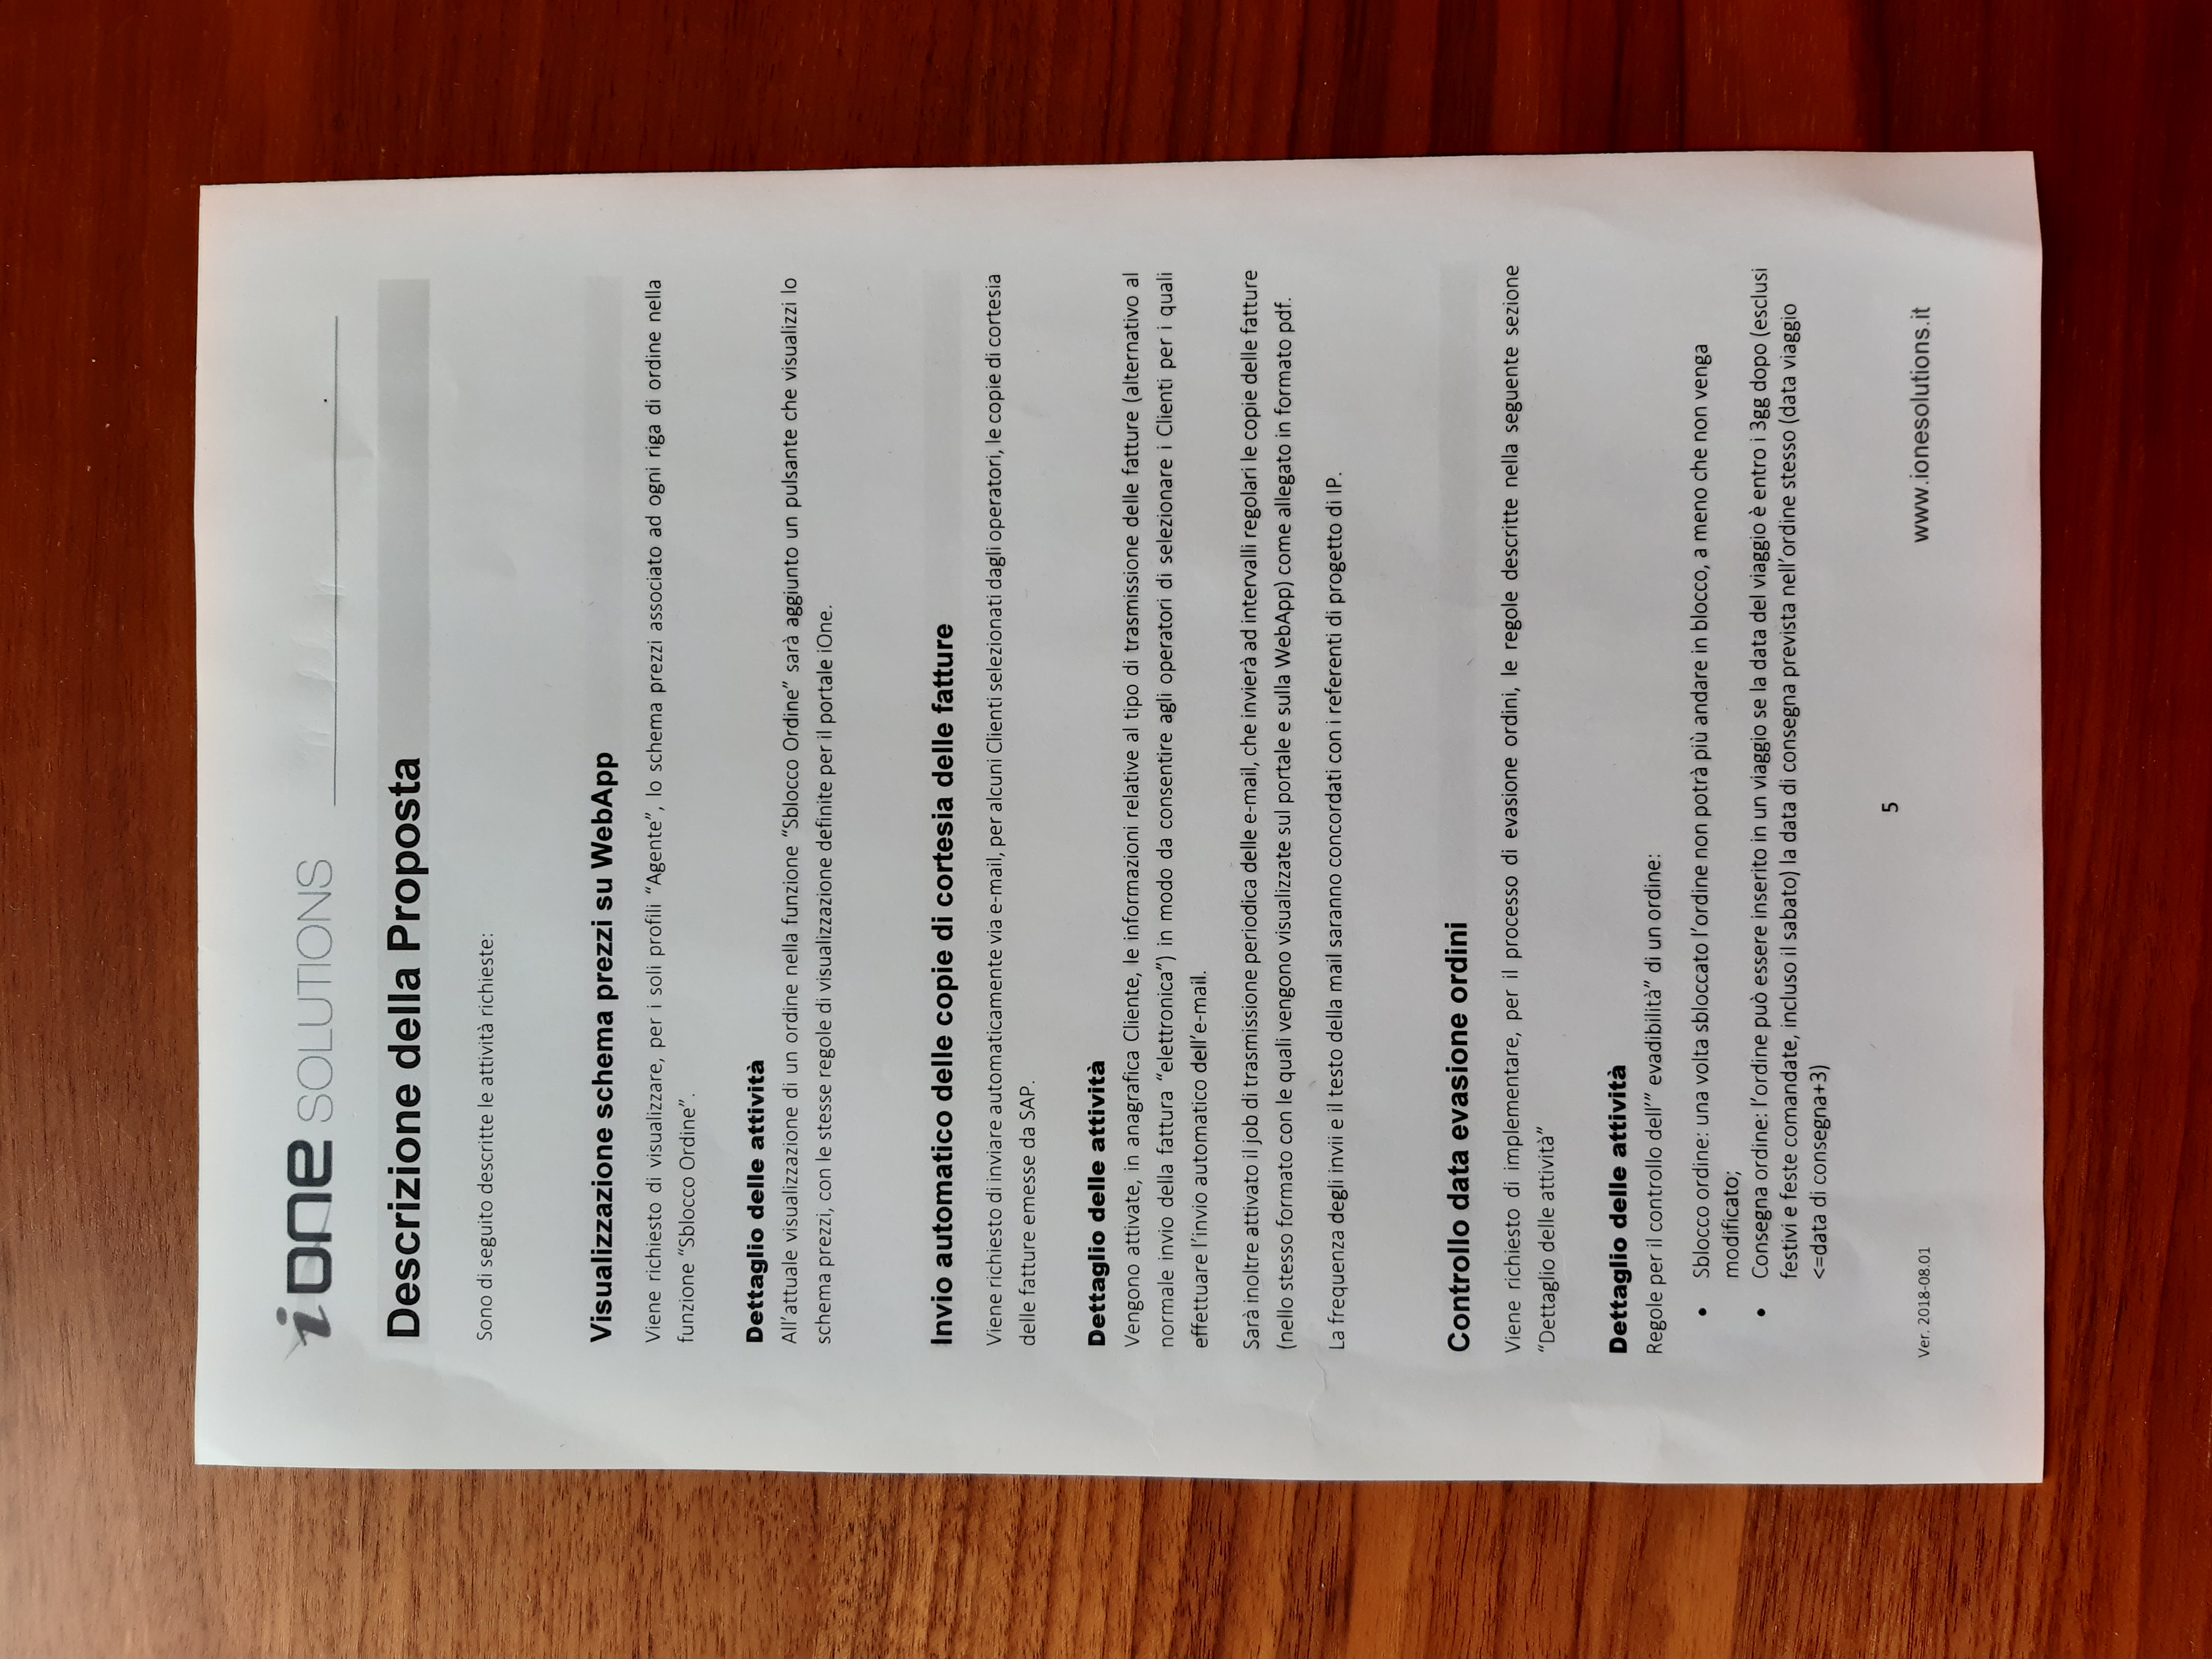 iONE SOLUTIONS
Descrizione della Proposta
Sono di seguito descritte le attività richieste:
Visualizzazione schema prezzi su WebApp
Viene richiesto di visualizzare, per i soli profili “Agente”, lo schema prezzi associato ad ogni riga di ordine nella
funzione “Sblocco Ordine”.
Dettaglio delle attività
All’attuale visualizzazione di un ordine nella funzione “Sblocco Ordine” sarà aggiunto un pulsante che visualizzi lo
schema prezzi, con le stesse regole di visualizzazione definite per il portale iOne.
Invio automatico delle copie di cortesia delle fatture
Viene richiesto di inviare automaticamente via e-mail, per alcuni Clienti selezionati dagli operatori, le copie di cortesia
delle fatture emesse da SAP.
Dettaglio delle attività
Vengono attivate, in anagrafica Cliente, le informazioni relative al tipo di trasmissione delle fatture (alternativo al
normale invio della fattura “elettronica”) in modo da consentire agli operatori di selezionare i Clienti per i quali
effettuare l’invio automatico dell’e-mail.
Sarà inoltre attivato il job di trasmissione periodica delle e-mail, che invierà ad intervalli regolari le copie delle fatture
(nello stesso formato con le quali vengono visualizzate sul portale e sulla WebApp) come allegato in formato pdf.
La frequenza degli invii e il testo della mail saranno concordati con i referenti di progetto di IP.
Controllo data evasione ordini
Viene richiesto di implementare, per il processo di evasione ordini, le regole descritte nella seguente sezione
“Dettaglio delle attività”
Dettaglio delle attività
Regole per il controllo dell’” evadibilità” di un ordine:
• Sblocco ordine: una volta sbloccato l’ordine non potrà più andare in blocco, a meno che non venga
modificato;
• Consegna ordine: l’ordine può essere inserito in un viaggio se la data del viaggio è entro i 3gg dopo (esclusi
festivi e feste comandate, incluso il sabato) la data di consegna prevista nell’ordine stesso (data viaggio
<=data di consegna+3)
5
Ver. 2018-08.01
www.ionesolutions.it